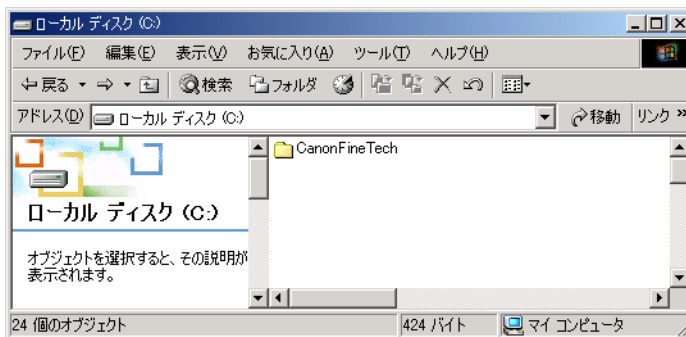 ローカル ディスク (C:)
ファイル(F) 編集(E) 表示(V) お気に入り(A) ツール(T) ヘルプ(H)
戻る 検索 フォルダ
アドレス(D) ローカル ディスク (C:) 移動 リンク »
CanonFineTech
ローカル ディスク (C:)
オブジェクトを選択すると、その説明が
表示されます。
24 個のオブジェクト 424 バイト マイ コンピュータ